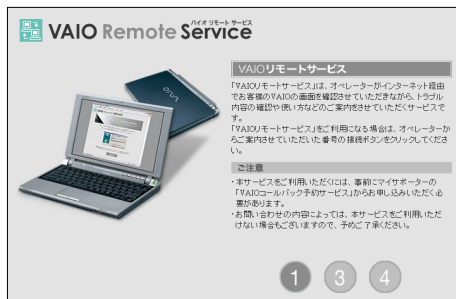 バイオ リモート サービス
VAIO Remote Service
VAIOリモートサービス
「VAIOリモートサービス」は、オペレーターがインターネット経由
でお客様のVAIOの画面を確認させていただきながら、トラブル
内容の確認や使い方などのご案内をさせていただくサービスで
す。
「VAIOリモートサービス」をご利用になる場合は、オペレーターか
らご案内させていただいた番号の接続ボタンをクリックしてくださ
い。
ご注意
・本サービスをご利用いただくには、事前にマイサポーターの
「VAIOコールバック予約サービス」からお申し込みいただく必
要があります。
・お問い合わせの内容によっては、本サービスをご利用いただ
けない場合もございますので、予めご了承ください。
1 3 4